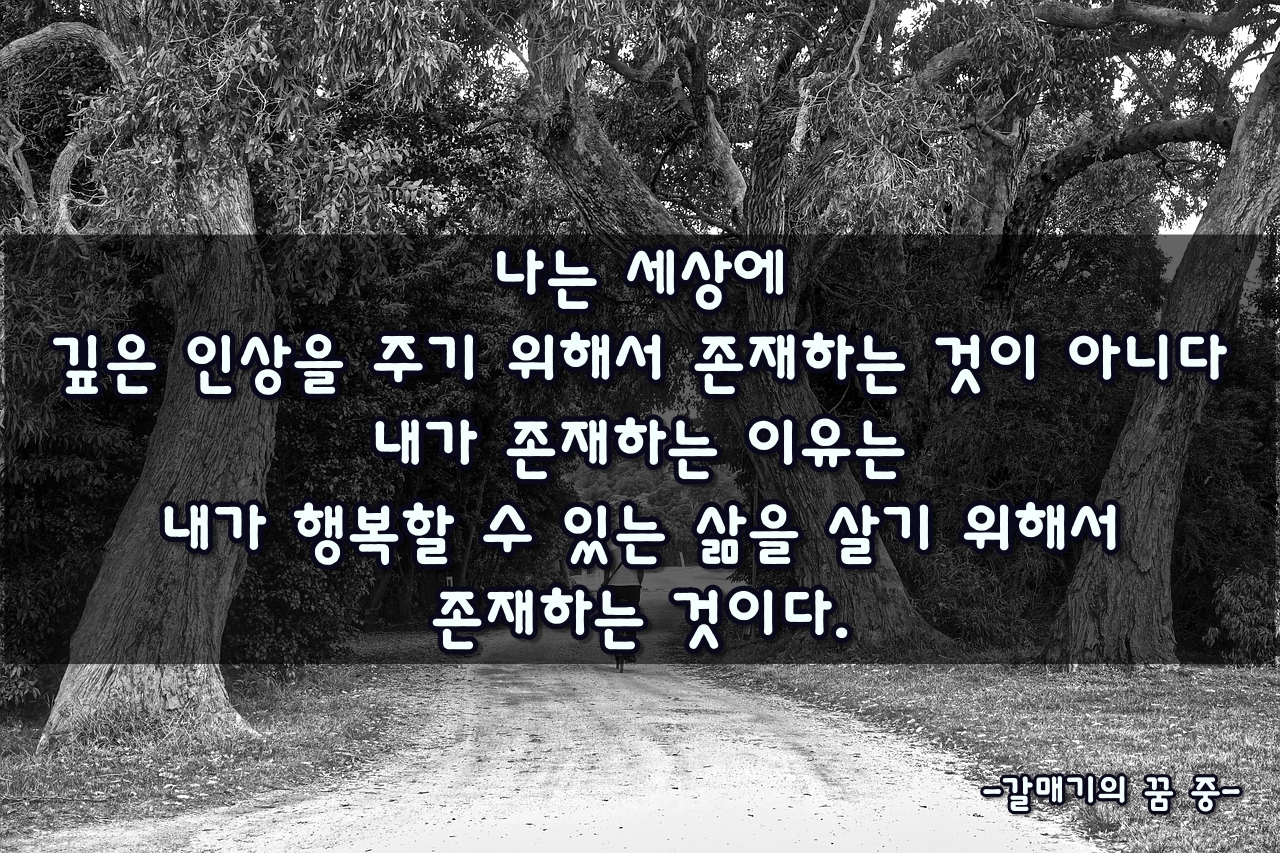 나는 세상에
깊은 인상을 주기 위해서 존재하는 것이 아니다
내가 존재하는 이유는
내가 행복할 수 있는 삶을 살기 위해서
존재하는 것이다.
-갈매기의 꿈 중-